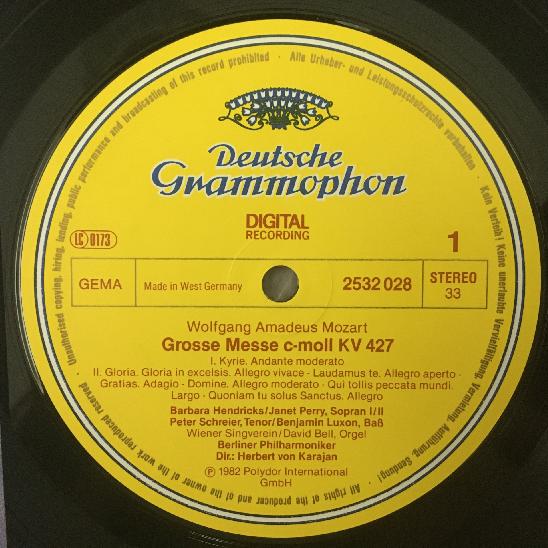 Deutsche
Grammophon
DIGITAL
RECORDING
LC 0173
1
GEMA
Made in West Germany
2532 028
STEREO
33
Wolfgang Amadeus Mozart
Grosse Messe c-moll KV 427
I. Kyrie. Andante moderato
II. Gloria. Gloria in excelsis. Allegro vivace - Laudamus te. Allegro aperto -
Gratias. Adagio - Domine. Allegro moderato - Qui tollis peccata mundi.
Largo - Quoniam tu solus Sanctus. Allegro
Barbara Hendricks/Janet Perry, Sopran I/II
Peter Schreier, Tenor/Benjamin Luxon, Baß
Wiener Singverein/David Bell, Orgel
Berliner Philharmoniker
Dir.: Herbert von Karajan
℗ 1982 Polydor International
GmbH
Alle Urheber- und Leistungsschutzrechte vorbehalten · Kein Verleih! Keine unerlaubte Vervielfältigung, Vermietung, Aufführung, Sendung! ·
All rights of the producer and of the owner of the work reproduced reserved · Unauthorised copying, hiring, lending, public performance and broadcasting of this record prohibited ·